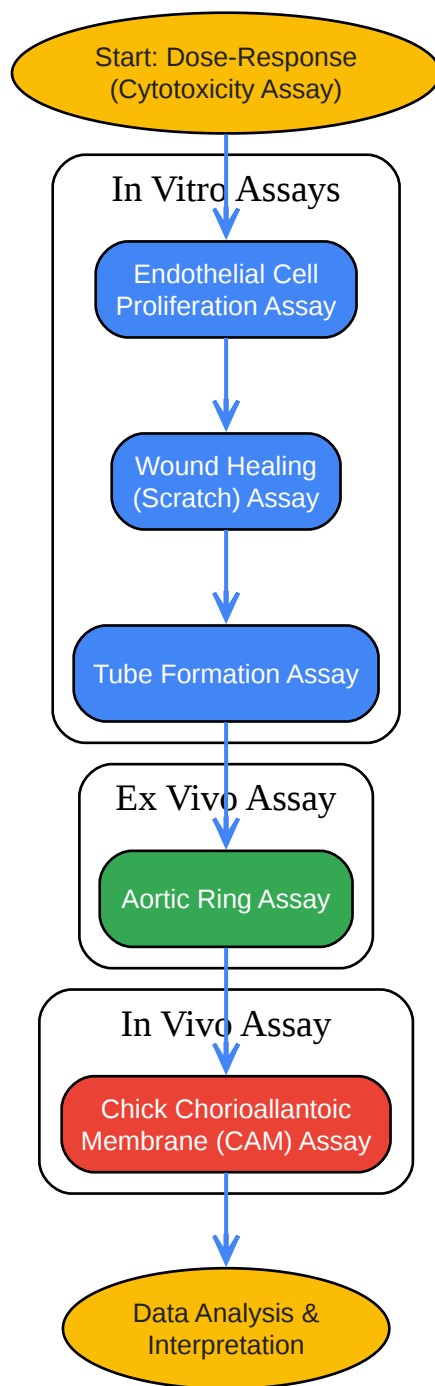 Start: Dose-Response
(Cytotoxicity Assay)
In Vitro Assays
Endothelial Cell
Proliferation Assay
Wound Healing
(Scratch) Assay
Tube Formation Assay
Ex Vivo Assay
Aortic Ring Assay
In Vivo Assay
Chick Chorioallantoic
Membrane (CAM) Assay
Data Analysis &
Interpretation